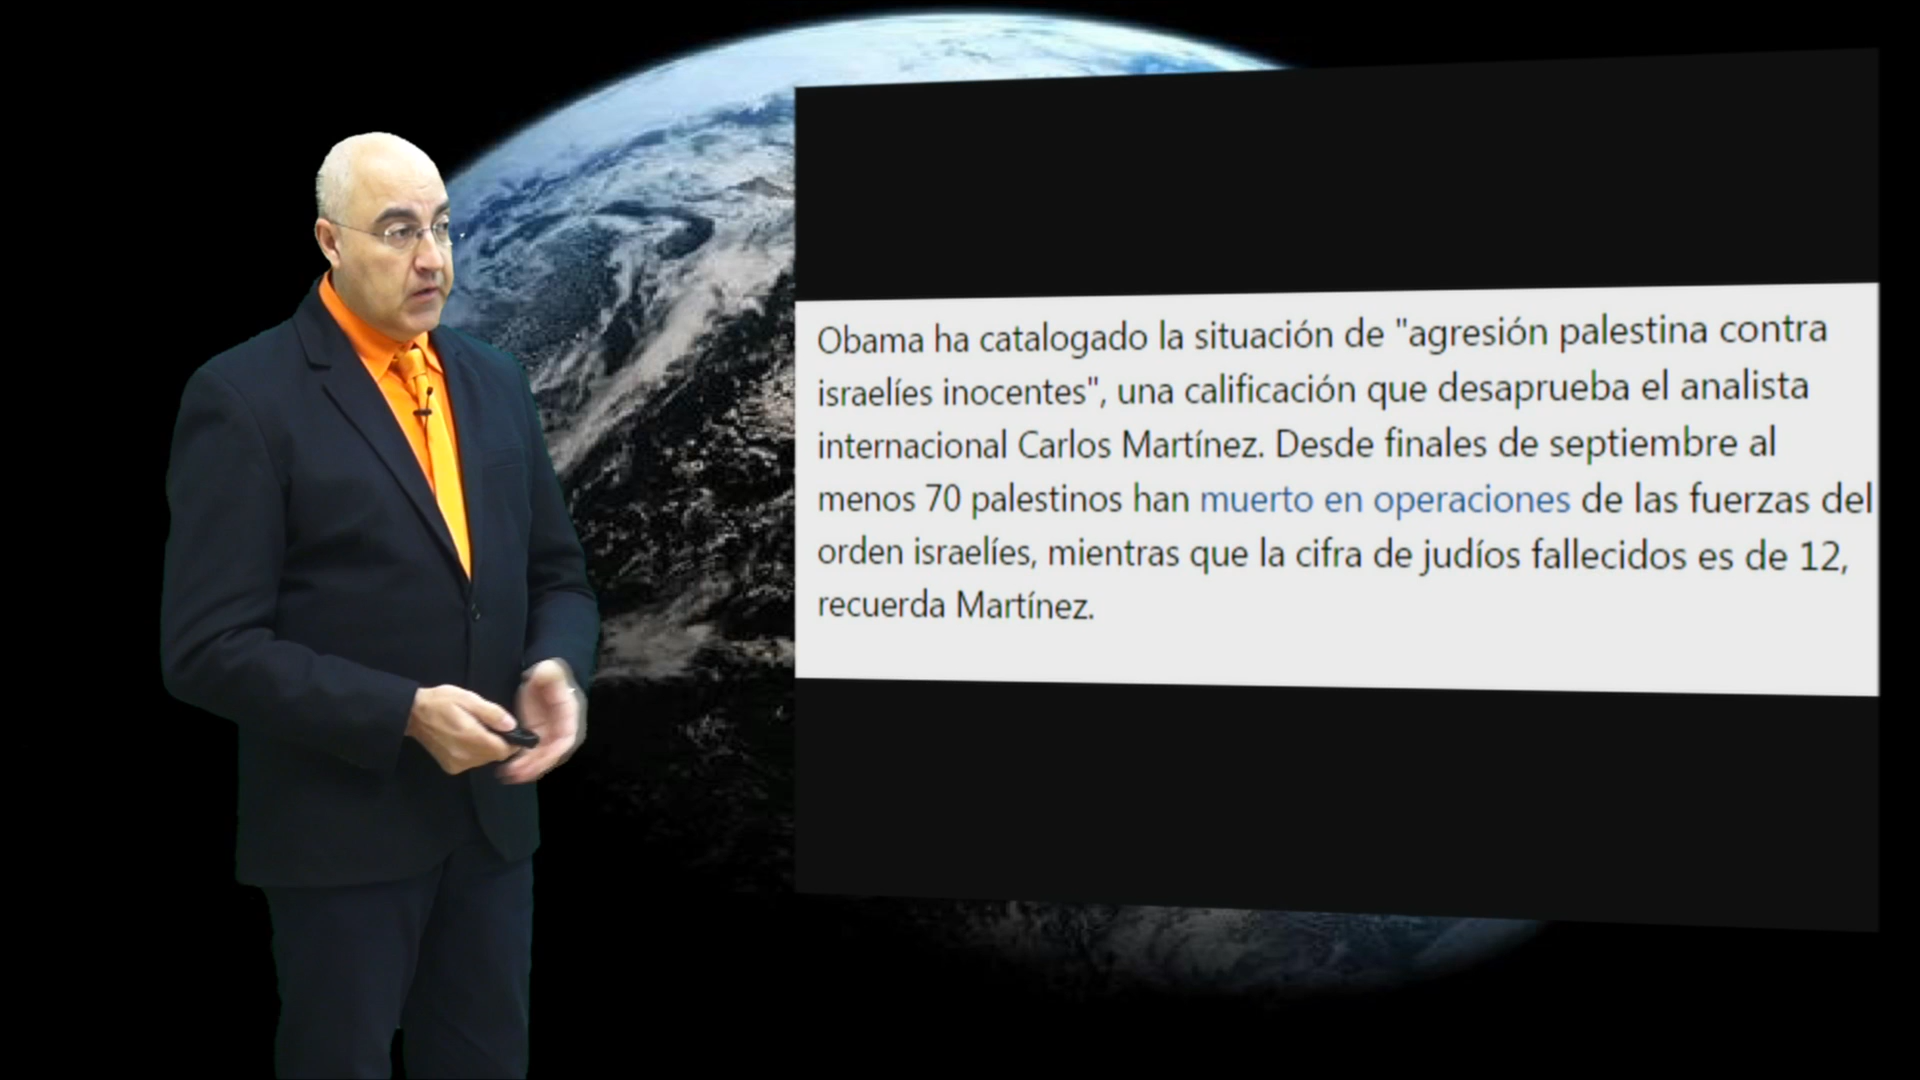 Obama ha catalogado la situación de "agresión palestina contra
israelíes inocentes", una calificación que desaprueba el analista
internacional Carlos Martínez. Desde finales de septiembre al
menos 70 palestinos han muerto en operaciones de las fuerzas del
orden israelíes, mientras que la cifra de judíos fallecidos es de 12,
recuerda Martínez.